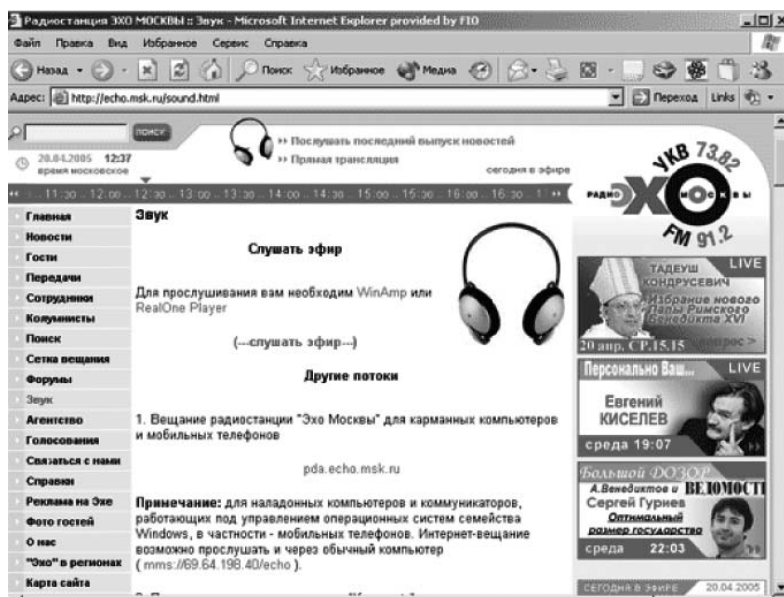 Радиостанция ЭХО МОСКВЫ :: Звук - Microsoft Internet Explorer provided by FIO
Файл Правка Вид Избранное Сервис Справка
Назад Поиск Избранное Медиа
Адрес: http://echo.msk.ru/sound.html Переход Links
ПОИСК
20.04.2005 12:37
время московское
Послушать последний выпуск новостей
Прямая трансляция
сегодня в эфире
11:30 12:00 12:30 13:00 13:30 14:00 14:30 15:00 15:30 16:00 16:30
УКВ 73.82
РАДИО ЭХО МОСКВЫ
FM 91.2
Главная
Новости
Гости
Передачи
Сотрудники
Колумнисты
Поиск
Сетка вещания
Форумы
Звук
Агентство
Голосования
Связаться с нами
Справки
Реклама на Эхе
Фото гостей
О нас
"Эхо" в регионах
Карта сайта
Звук
Слушать эфир
Для прослушивания вам необходим WinAmp или
RealOne Player
(---слушать эфир---)
Другие потоки
1. Вещание радиостанции "Эхо Москвы" для карманных компьютеров
и мобильных телефонов
pda.echo.msk.ru
Примечание: для наладонных компьютеров и коммуникаторов,
работающих под управлением операционных систем семейства
Windows, в частности - мобильных телефонов. Интернет-вещание
возможно прослушать и через обычный компьютер
( mms://69.64.198.40/echo ).
LIVE
ТАДЕУШ
КОНДРУСЕВИЧ
Избрание нового
Папы Римского
Бенедикта XVI
вопрос >
20 апр. СР.15.15
Персонально Ваш... LIVE
Евгений
КИСЕЛЕВ
среда 19:07
Большой ДОЗОР
А.Венедиктов и ВЕДОМОСТИ
Сергей Гуриев
Оптимальный
размер государства
среда 22:03
СЕГОДНЯ В ЭФИРЕ 20.04.2005